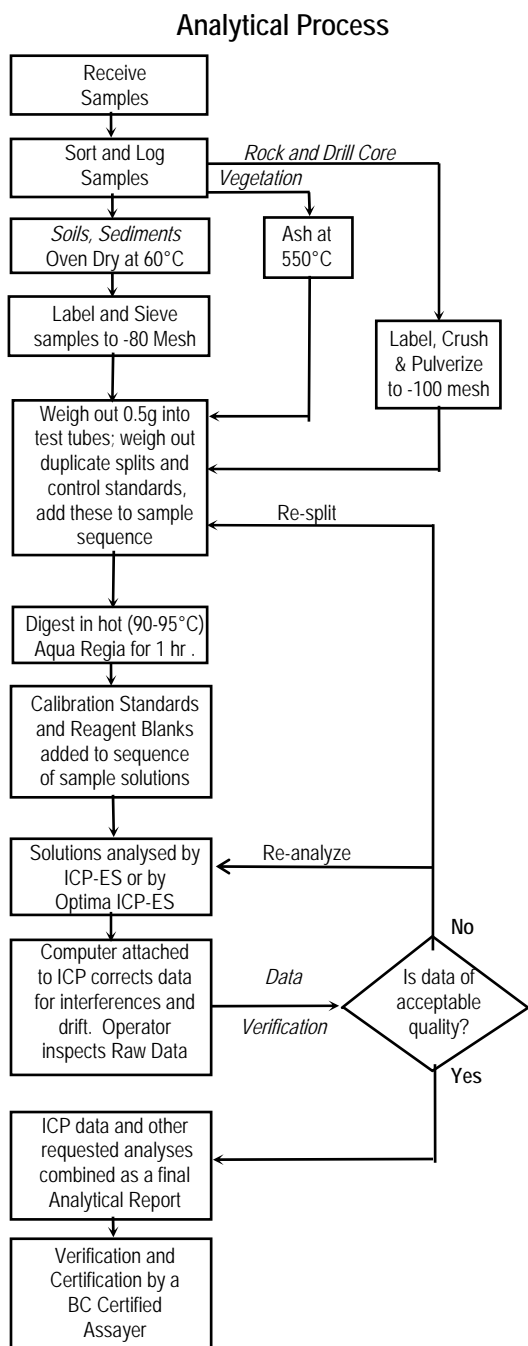 Analytical Process
Receive
Samples
Sort and Log
Samples
Rock and Drill Core
Vegetation
Soils, Sediments
Oven Dry at 60°C
Ash at
550°C
Label and Sieve
samples to -80 Mesh
Label, Crush
& Pulverize
to -100 mesh
Weigh out 0.5g into
test tubes; weigh out
duplicate splits and
control standards,
add these to sample
sequence
Re-split
Digest in hot (90-95°C)
Aqua Regia for 1 hr .
Calibration Standards
and Reagent Blanks
added to sequence
of sample solutions
Solutions analysed by
ICP-ES or by
Optima ICP-ES
Re-analyze
No
Computer attached
to ICP corrects data
for interferences and
drift.  Operator
inspects Raw Data
Data
Verification
Is data of
acceptable
quality?
Yes
ICP data and other
requested analyses
combined as a final
Analytical Report
Verification and
Certification by a
BC Certified
Assayer